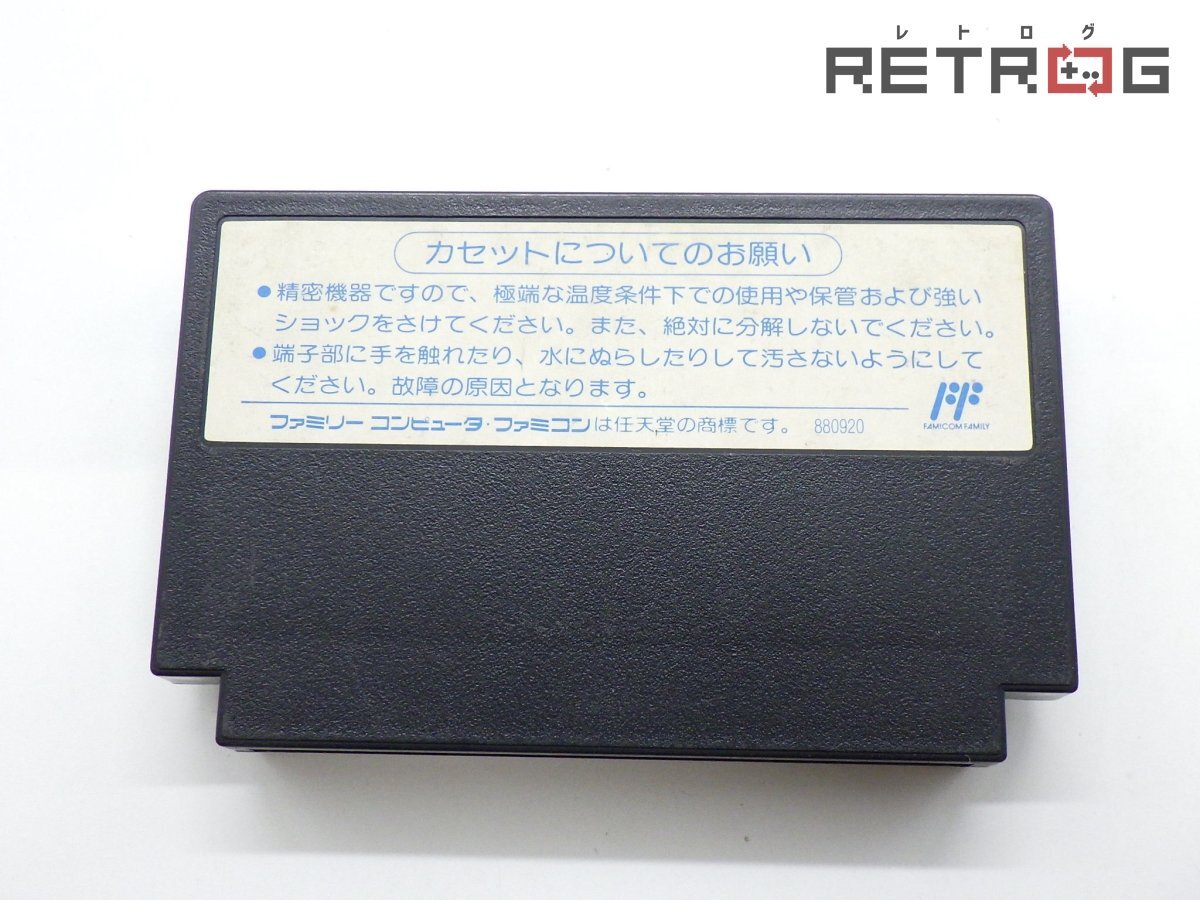 レトログ
RETROG
カセットについてのお願い
●精密機器ですので、極端な温度条件下での使用や保管および強い
ショックをさけてください。また、絶対に分解しないでください。
●端子部に手を触れたり、水にぬらしたりして汚さないようにして
ください。故障の原因となります。
ファミリー コンピュータ・ファミコンは任天堂の商標です。 880920
FAMICOM FAMILY